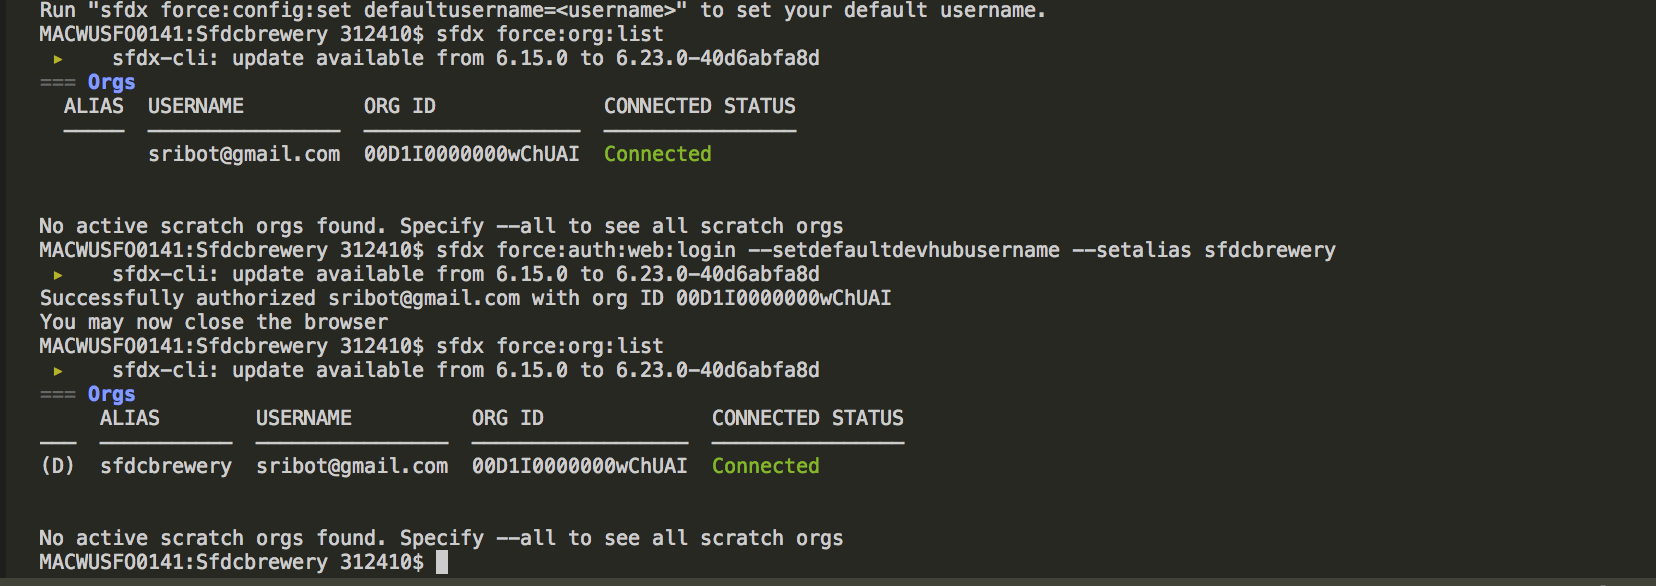 Run "sfdx force:config:set defaultusername=<username>" to set your default username.
MACWUSFO0141:Sfdcbrewery 312410$ sfdx force:org:list
▸    sfdx-cli: update available from 6.15.0 to 6.23.0-40d6abfa8d
=== Orgs
ALIAS  USERNAME  ORG ID  CONNECTED STATUS
sribot@gmail.com  00D1I0000000wChUAI  Connected
No active scratch orgs found. Specify --all to see all scratch orgs
MACWUSFO0141:Sfdcbrewery 312410$ sfdx force:auth:web:login --setdefaultdevhubusername --setalias sfdcbrewery
▸    sfdx-cli: update available from 6.15.0 to 6.23.0-40d6abfa8d
Successfully authorized sribot@gmail.com with org ID 00D1I0000000wChUAI
You may now close the browser
MACWUSFO0141:Sfdcbrewery 312410$ sfdx force:org:list
▸    sfdx-cli: update available from 6.15.0 to 6.23.0-40d6abfa8d
=== Orgs
ALIAS  USERNAME  ORG ID  CONNECTED STATUS
(D)  sfdcbrewery  sribot@gmail.com  00D1I0000000wChUAI  Connected
No active scratch orgs found. Specify --all to see all scratch orgs
MACWUSFO0141:Sfdcbrewery 312410$